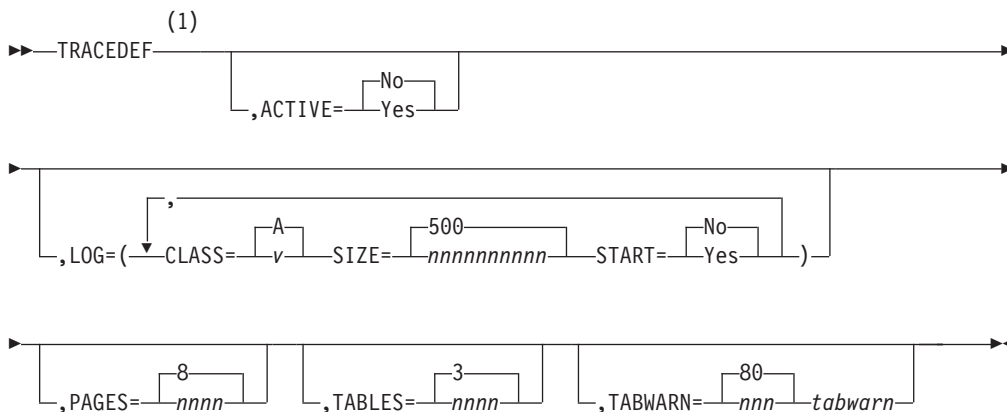 (1)
TRACEDEF
No
,ACTIVE= Yes
,
A 500 No
,LOG=( CLASS= v SIZE= nnnnnnnnnn START= Yes )
8 3 80
,PAGES= nnnn ,TABLES= nnnn ,TABWARN= nnn tabwarn